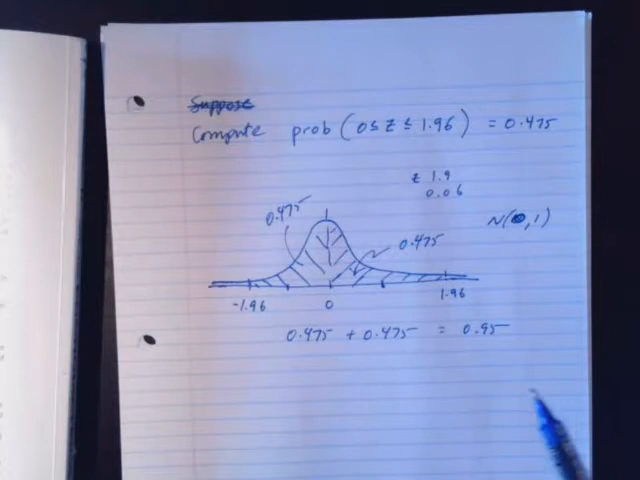 Suppose
Compute prob (0 ≤ z ≤ 1.96) = 0.475
z 1.9
0.06
N(0,1)
0.475
0.475
-1.96 0 1.96
0.475 + 0.475 = 0.95